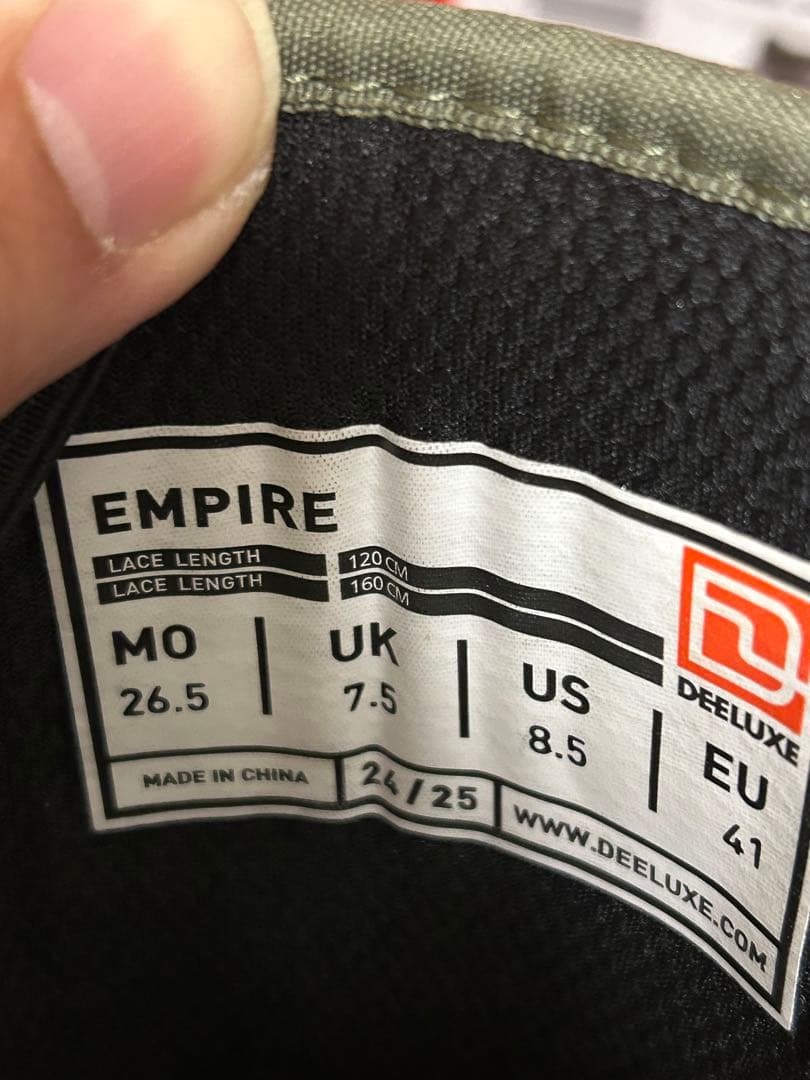 EMPIRE
LACE LENGTH 120 CM
LACE LENGTH 160 CM
MO UK US EU
26.5 7.5 8.5 41
DEELUXE
MADE IN CHINA 24/25 WWW.DEELUXE.COM